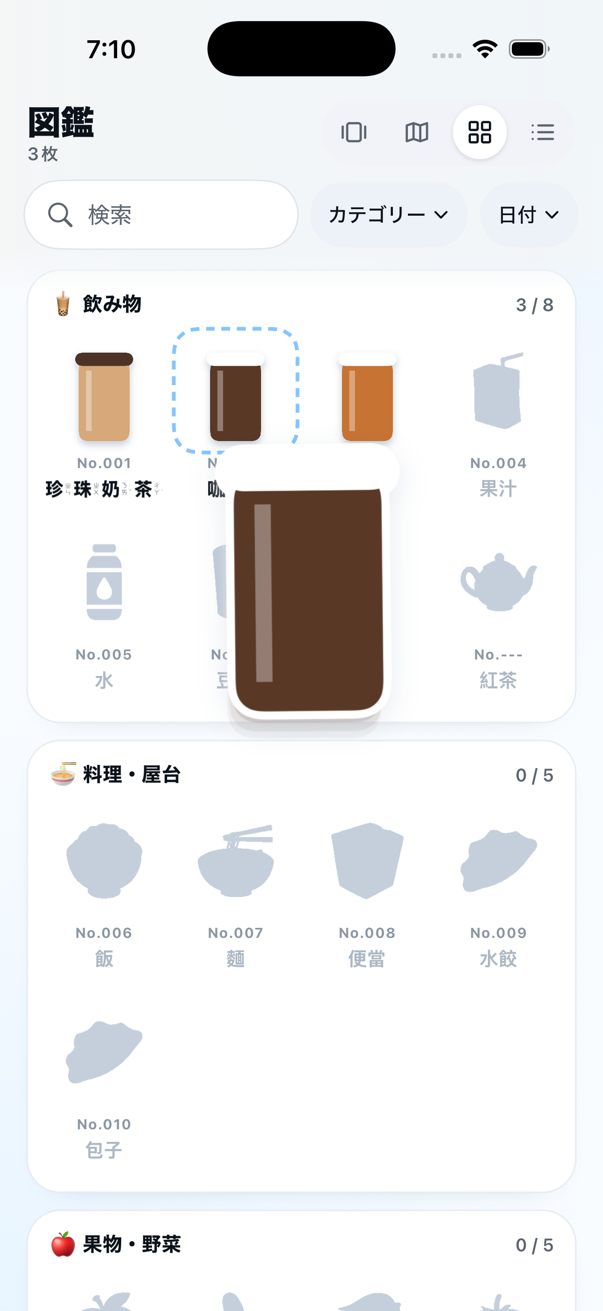 7:10
図鑑
3枚
検索
カテゴリー
日付
飲み物
3 / 8
No.001
No.004
珍珠奶茶
果汁
No.005
No.---
水
紅茶
料理・屋台
0 / 5
No.006
No.007
No.008
No.009
飯
麵
便當
水餃
No.010
包子
果物・野菜
0 / 5